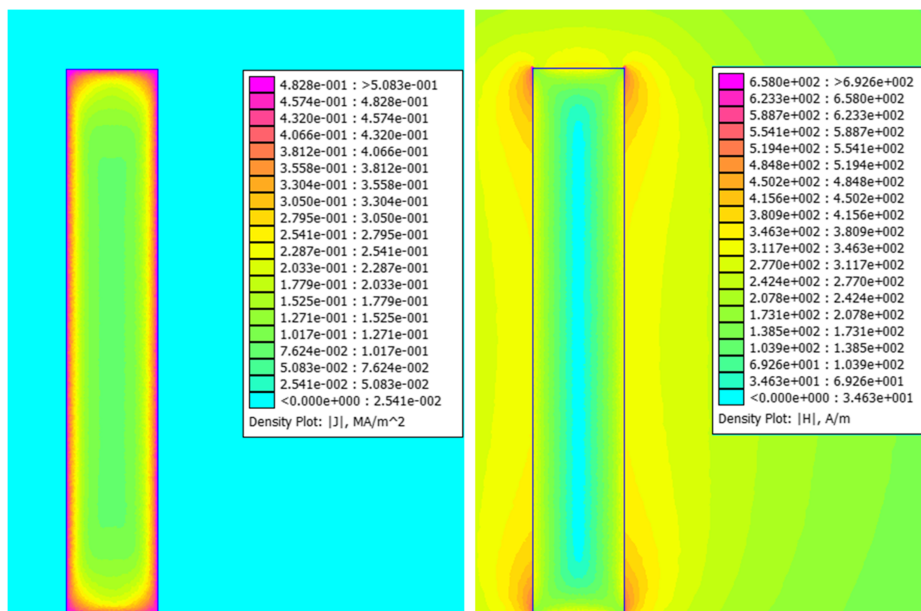 4.828e-001 : >5.083e-001
4.574e-001 : 4.828e-001
4.320e-001 : 4.574e-001
4.066e-001 : 4.320e-001
3.812e-001 : 4.066e-001
3.558e-001 : 3.812e-001
3.304e-001 : 3.558e-001
3.050e-001 : 3.304e-001
2.795e-001 : 3.050e-001
2.541e-001 : 2.795e-001
2.287e-001 : 2.541e-001
2.033e-001 : 2.287e-001
1.779e-001 : 2.033e-001
1.525e-001 : 1.779e-001
1.271e-001 : 1.525e-001
1.017e-001 : 1.271e-001
7.624e-002 : 1.017e-001
5.083e-002 : 7.624e-002
2.541e-002 : 5.083e-002
<0.000e+000 : 2.541e-002
Density Plot: |J|, MA/m^2
6.580e+002 : >6.926e+002
6.233e+002 : 6.580e+002
5.887e+002 : 6.233e+002
5.541e+002 : 5.887e+002
5.194e+002 : 5.541e+002
4.848e+002 : 5.194e+002
4.502e+002 : 4.848e+002
4.156e+002 : 4.502e+002
3.809e+002 : 4.156e+002
3.463e+002 : 3.809e+002
3.117e+002 : 3.463e+002
2.770e+002 : 3.117e+002
2.424e+002 : 2.770e+002
2.078e+002 : 2.424e+002
1.731e+002 : 2.078e+002
1.385e+002 : 1.731e+002
1.039e+002 : 1.385e+002
6.926e+001 : 1.039e+002
3.463e+001 : 6.926e+001
<0.000e+000 : 3.463e+001
Density Plot: |H|, A/m